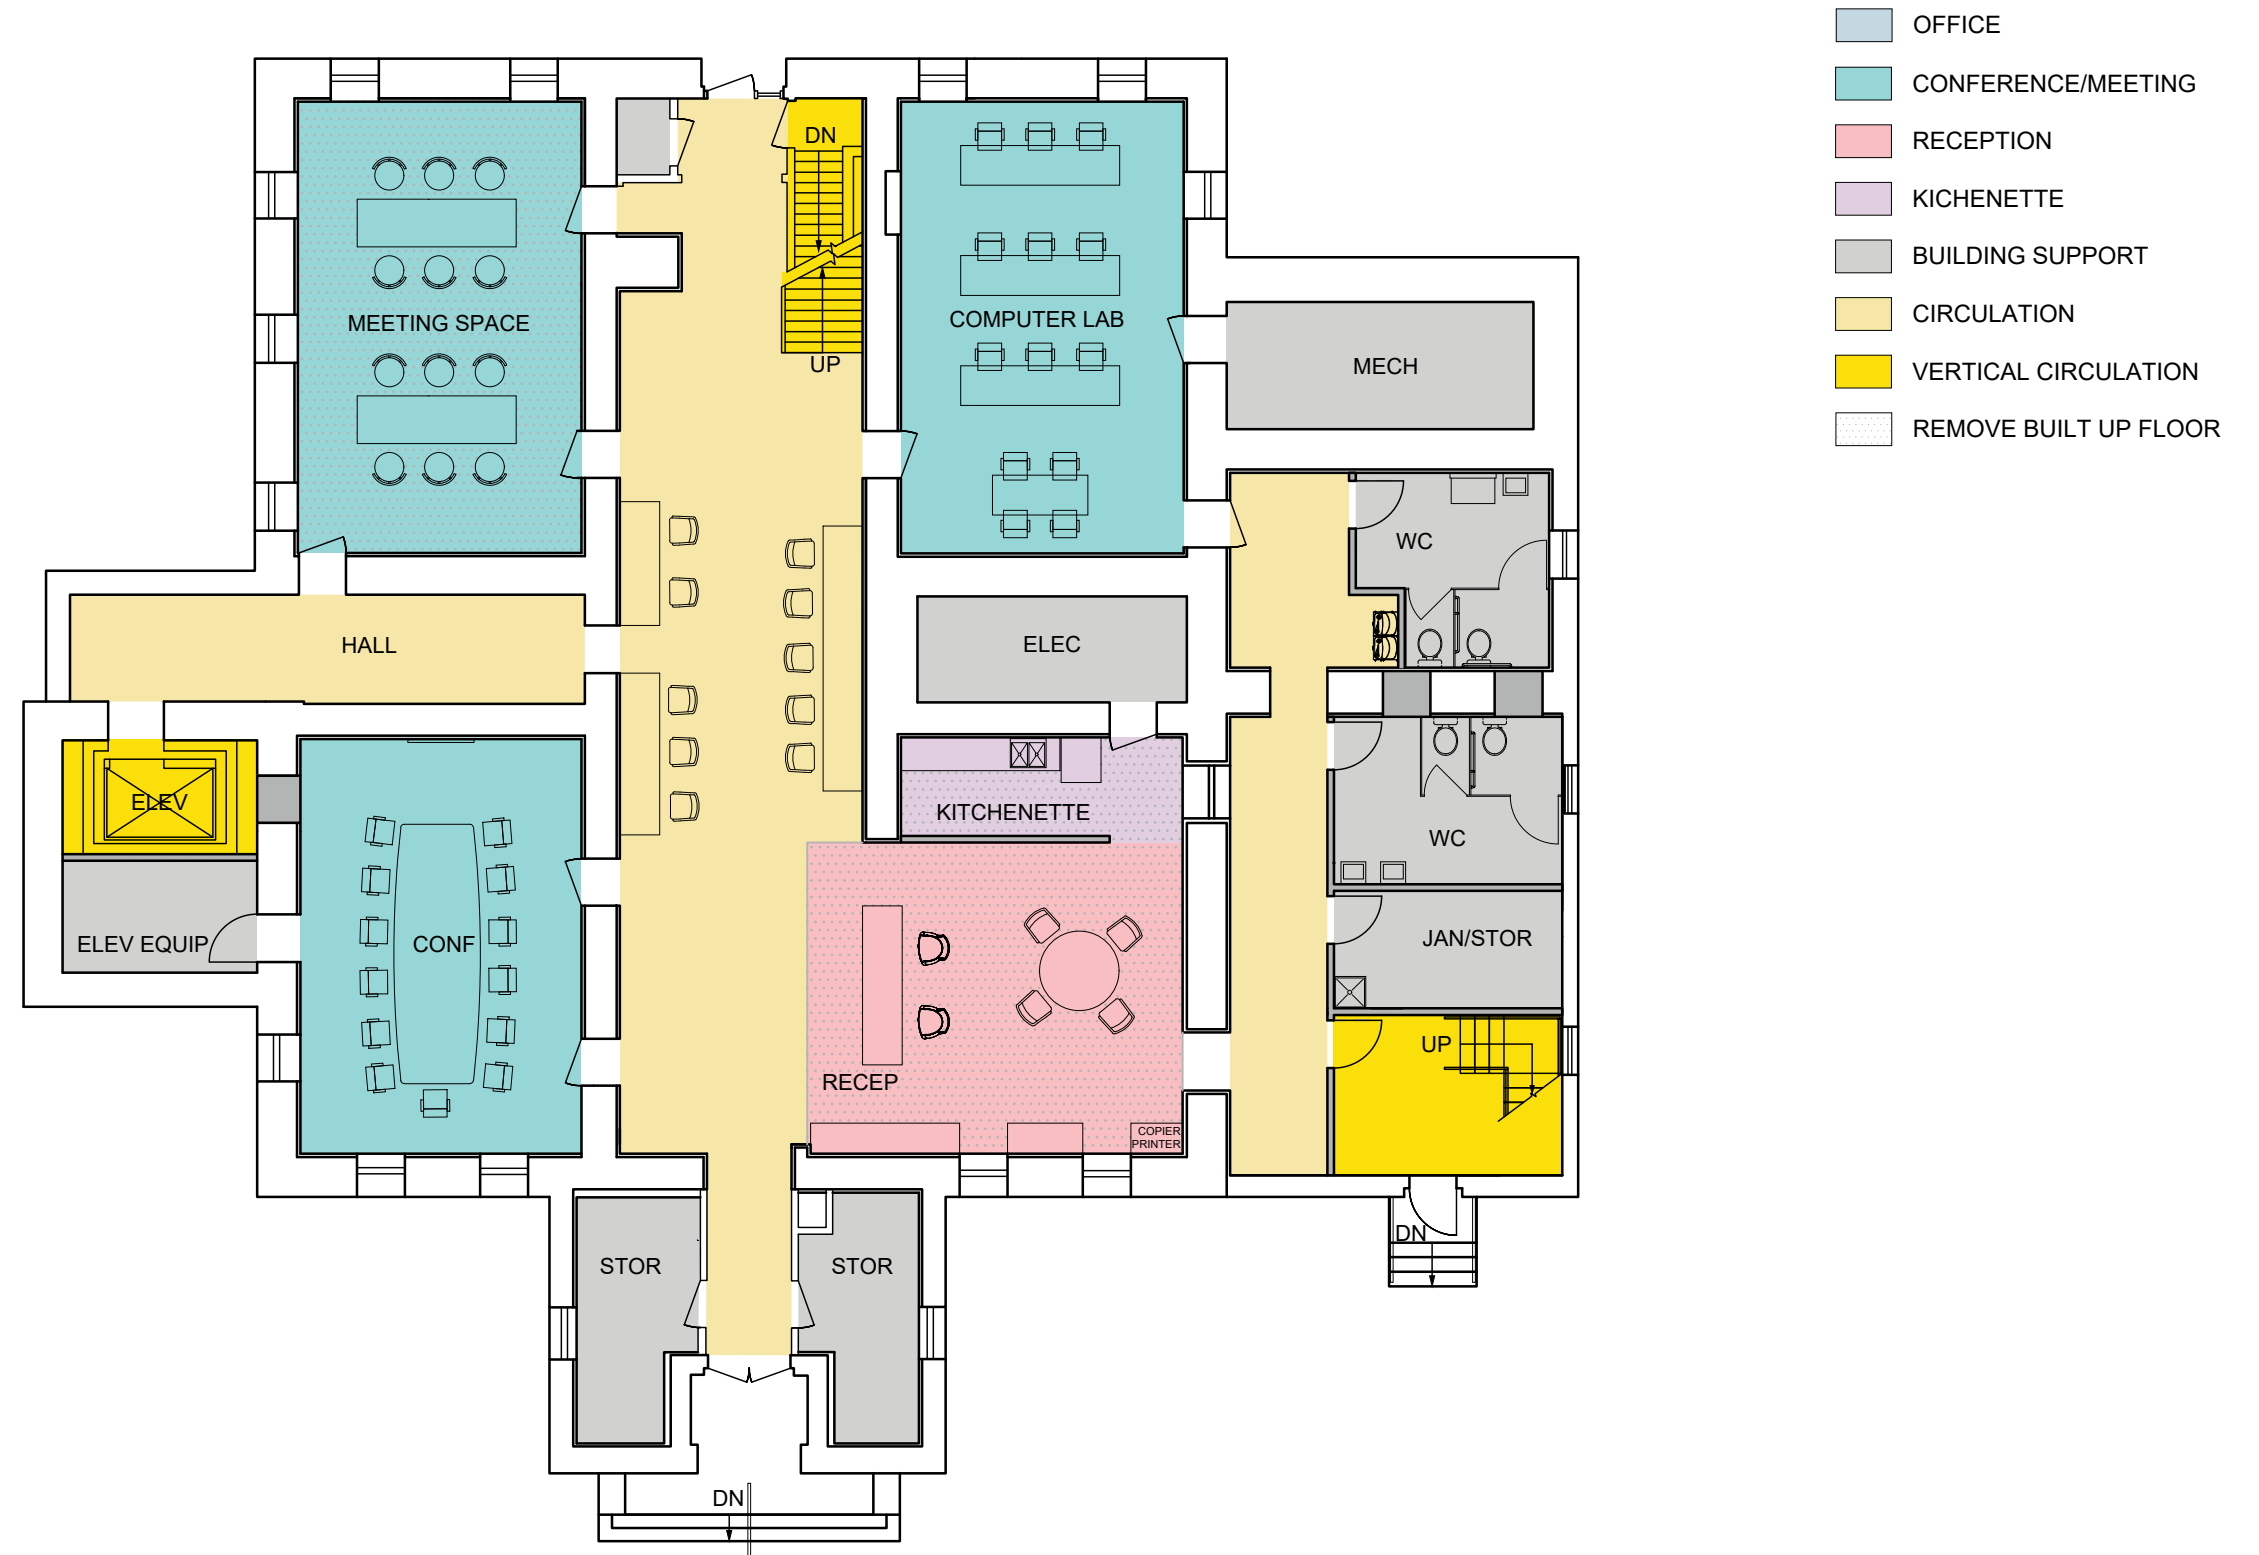 OFFICE
CONFERENCE/MEETING
RECEPTION
KICHENETTE
BUILDING SUPPORT
CIRCULATION
VERTICAL CIRCULATION
REMOVE BUILT UP FLOOR
DN
MEETING SPACE
COMPUTER LAB
UP
MECH
WC
HALL
ELEC
ELEV
KITCHENETTE
WC
ELEV EQUIP
CONF
JAN/STOR
UP
RECEP
COPIER
PRINTER
DN
STOR
STOR
DN